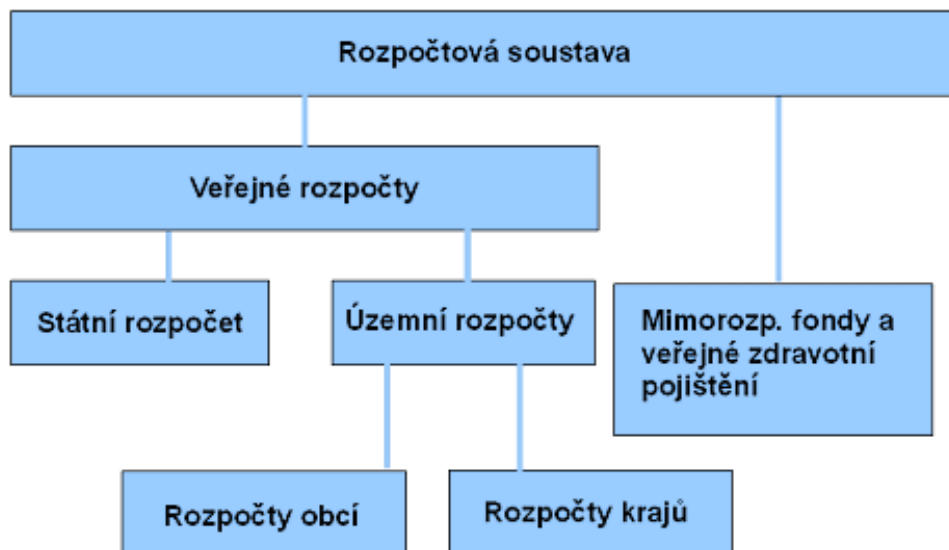 Rozpočtová soustava
Veřejné rozpočty
Státní rozpočet
Územní rozpočty
Mimorozp. fondy a
veřejné zdravotní
pojištění
Rozpočty obcí
Rozpočty krajů